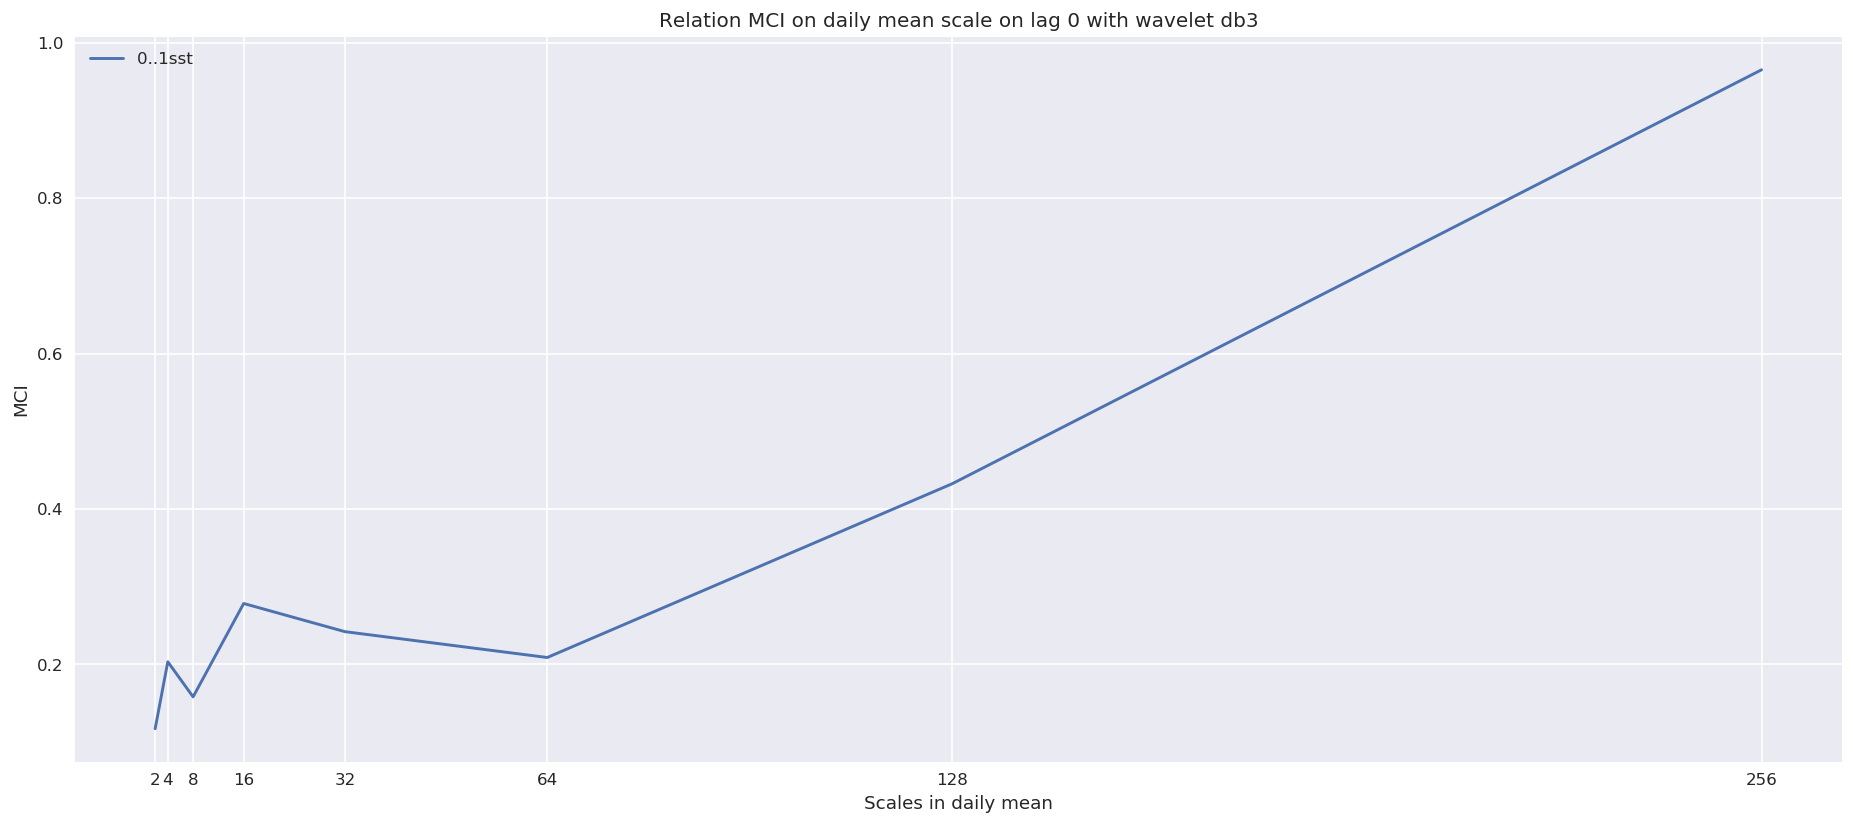 Relation MCI on daily mean scale on lag 0 with wavelet db3
0..1sst
1.0
0.8
0.6
0.4
0.2
MCI
2 4 8 16 32 64 128 256
Scales in daily mean